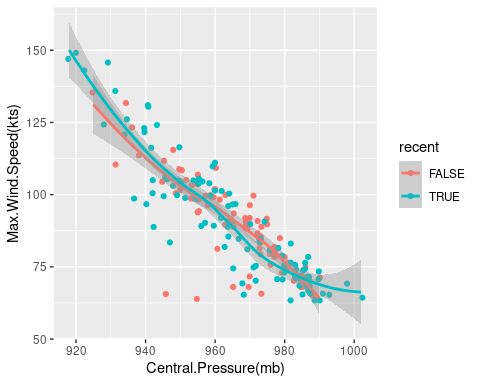 150
125
100
75
50
Max.Wind.Speed(kts)
920
940
960
980
1000
Central.Pressure(mb)
recent
FALSE
TRUE